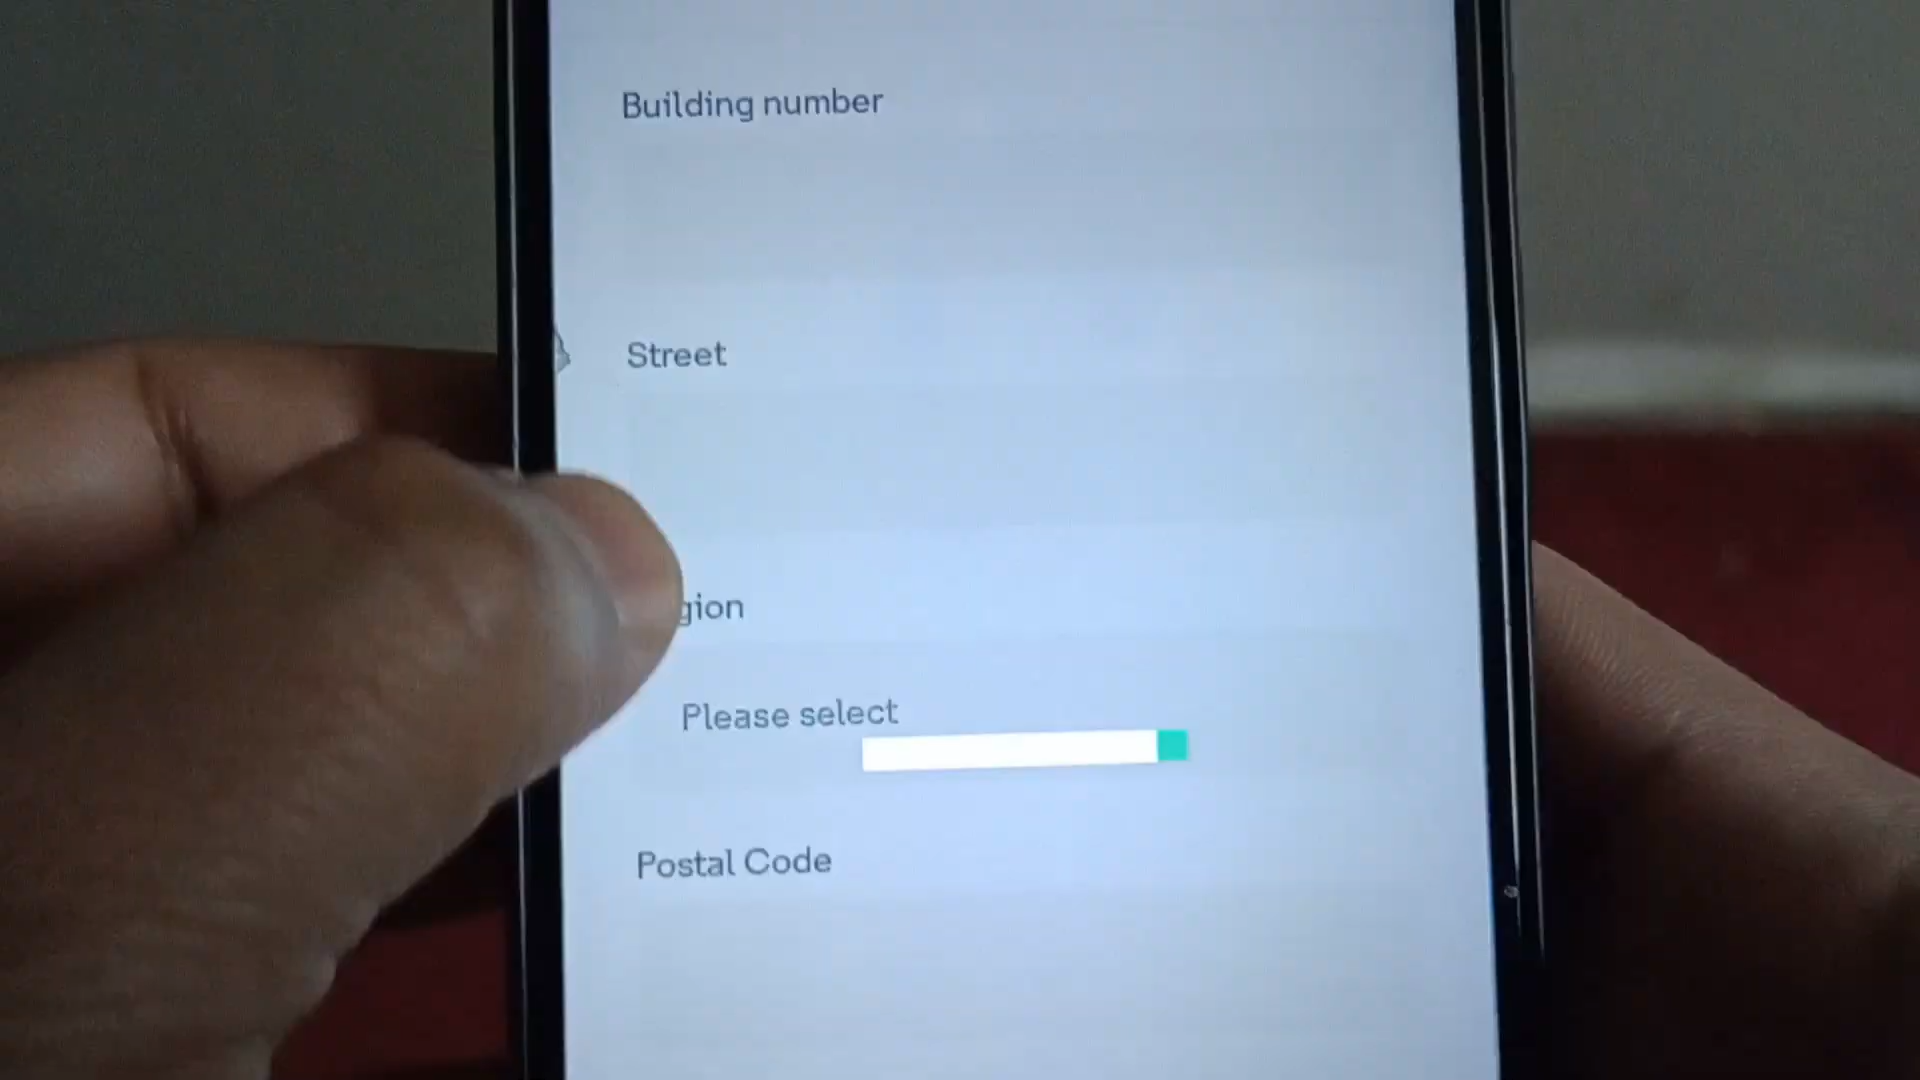 Building number
Street
gion
Please select
Postal Code